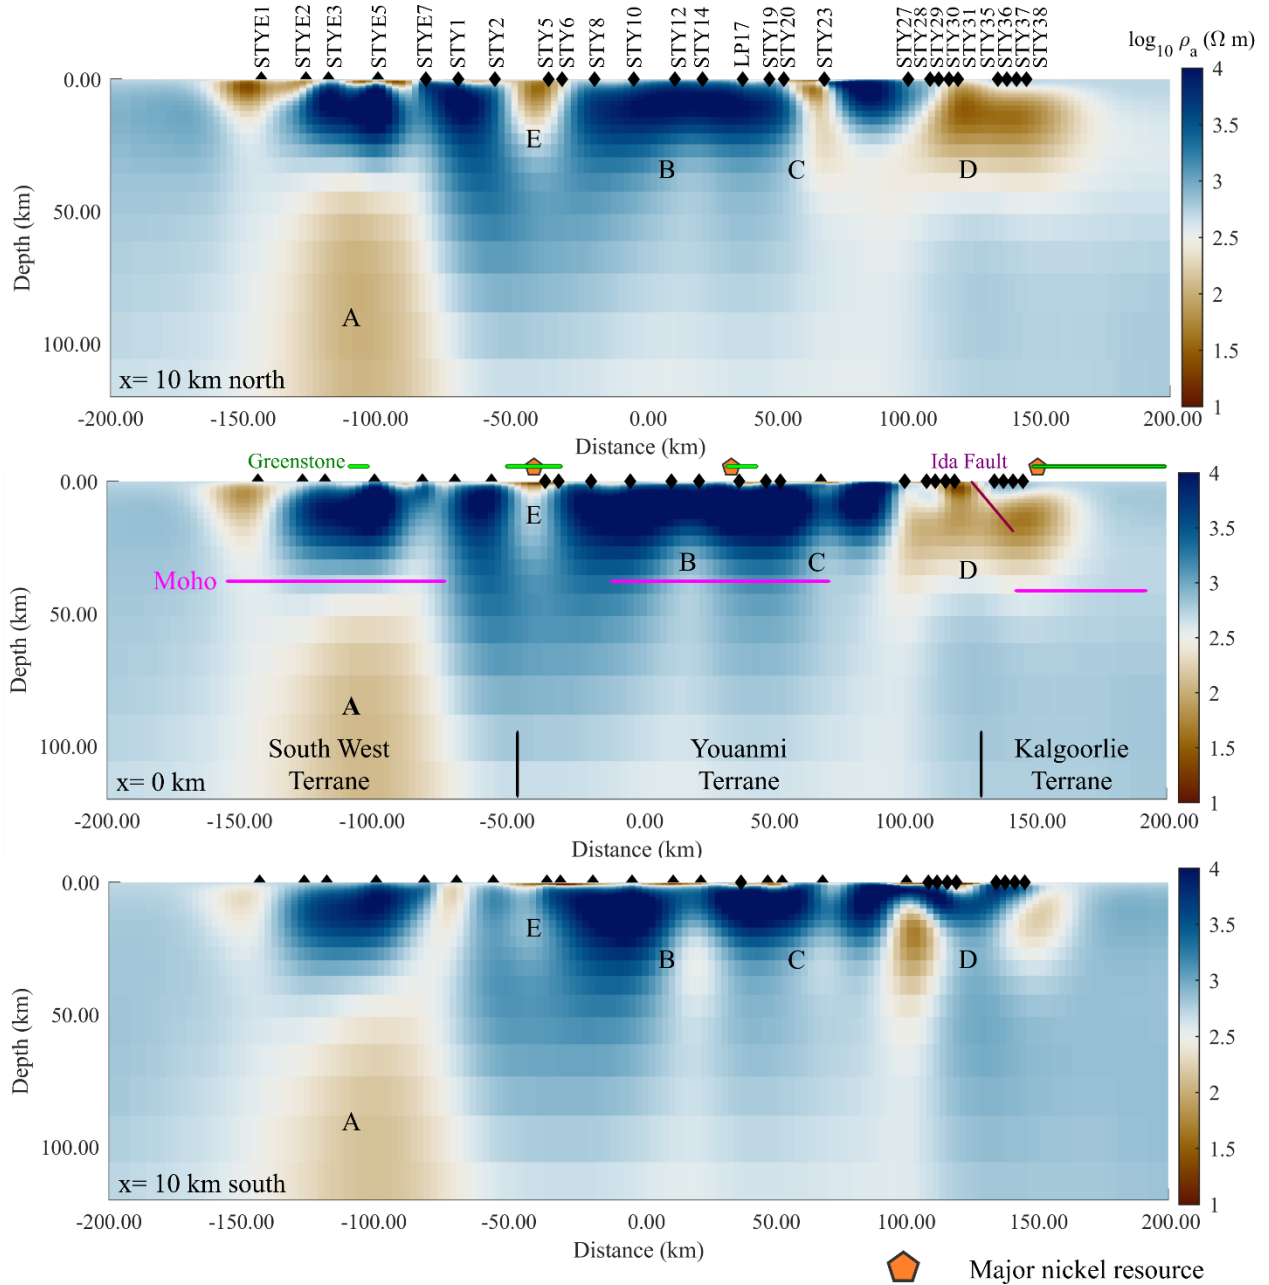 STYE1
STYE2
STYE3
STYE5
STYE7
STY1
STY2
STY5
STY6
STY8
STY10
STY12
STY14
LP17
STY19
STY20
STY23
STY27
STY28
STY29
STY30
STY31
STY35
STY36
STY37
STY38
log10 ρa (Ω m)
0.00
50.00
100.00
Depth (km)
E
B
C
D
A
x= 10 km north
4
3.5
3
2.5
2
1.5
1
-200.00 -150.00 -100.00 -50.00 0.00 50.00 100.00 150.00 200.00
Distance (km)
Greenstone
Ida Fault
0.00
50.00
100.00
Depth (km)
E
B
C
D
Moho
A
South West
Terrane
Youanmi
Terrane
Kalgoorlie
Terrane
x= 0 km
4
3.5
3
2.5
2
1.5
1
-200.00 -150.00 -100.00 -50.00 0.00 50.00 100.00 150.00 200.00
Distance (km)
0.00
50.00
100.00
Depth (km)
E
B
C
D
A
x= 10 km south
4
3.5
3
2.5
2
1.5
1
-200.00 -150.00 -100.00 -50.00 0.00 50.00 100.00 150.00 200.00
Distance (km)
Major nickel resource